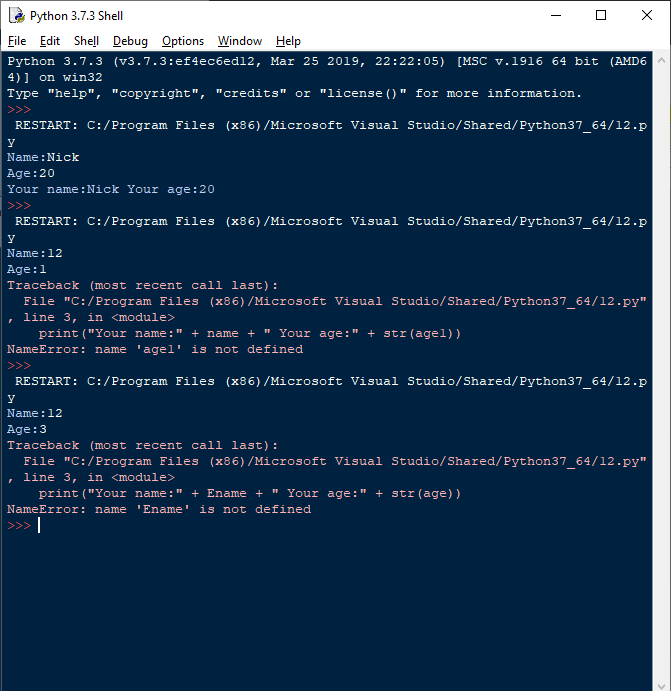 Python 3.7.3 Shell
File Edit Shell Debug Options Window Help
Python 3.7.3 (v3.7.3:ef4ec6ed12, Mar 25 2019, 22:22:05) [MSC v.1916 64 bit (AMD6
4)] on win32
Type "help", "copyright", "credits" or "license()" for more information.
>>>
 RESTART: C:/Program Files (x86)/Microsoft Visual Studio/Shared/Python37_64/12.p
y
Name:Nick
Age:20
Your name:Nick Your age:20
>>>
 RESTART: C:/Program Files (x86)/Microsoft Visual Studio/Shared/Python37_64/12.p
y
Name:12
Age:1
Traceback (most recent call last):
  File "C:/Program Files (x86)/Microsoft Visual Studio/Shared/Python37_64/12.py"
, line 3, in <module>
    print("Your name:" + name + " Your age:" + str(age1))
NameError: name 'age1' is not defined
>>>
 RESTART: C:/Program Files (x86)/Microsoft Visual Studio/Shared/Python37_64/12.p
y
Name:12
Age:3
Traceback (most recent call last):
  File "C:/Program Files (x86)/Microsoft Visual Studio/Shared/Python37_64/12.py"
, line 3, in <module>
    print("Your name:" + Ename + " Your age:" + str(age))
NameError: name 'Ename' is not defined
>>>